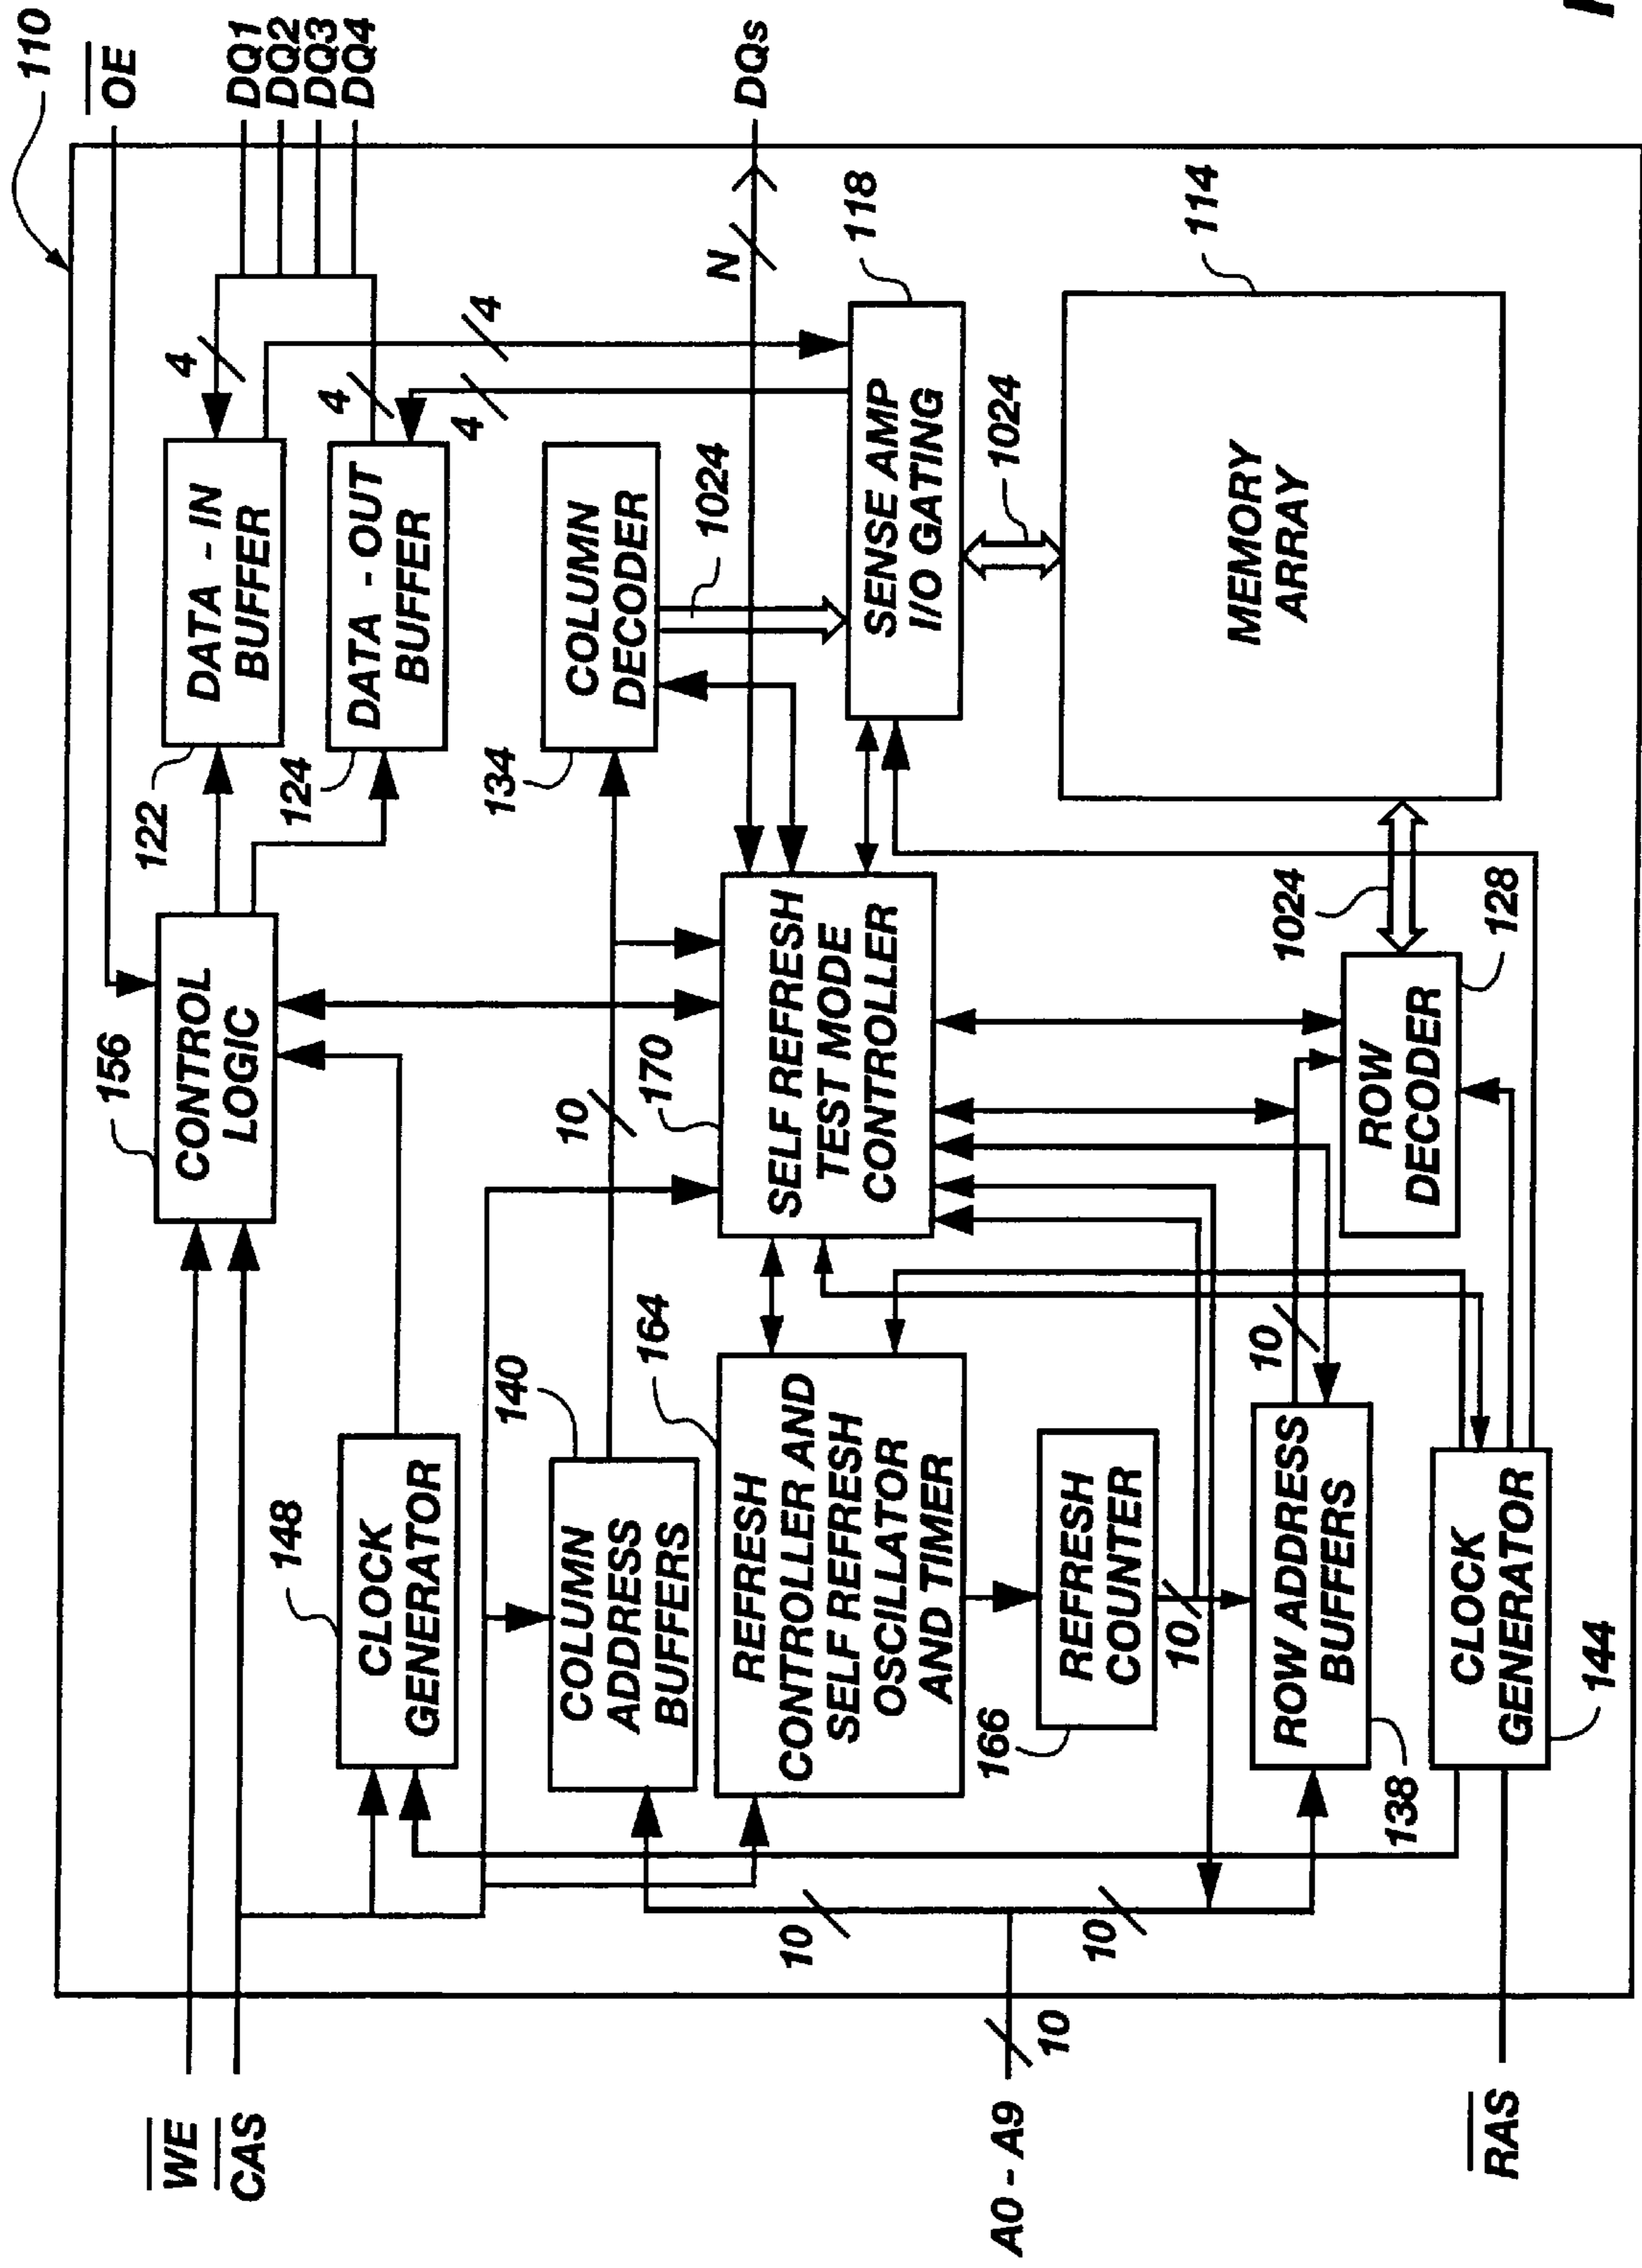 110
OE
DQ1
DQ2
DQ3
DQ4
DQs
WE
CAS
A0 - A9
10
RAS
156
CONTROL
LOGIC
122
DATA - IN
BUFFER
4
4
124
DATA - OUT
BUFFER
4
4
148
CLOCK
GENERATOR
140
COLUMN
ADDRESS
BUFFERS
10
134
COLUMN
DECODER
1024
N
164
REFRESH
CONTROLLER AND
SELF REFRESH
OSCILLATOR
AND TIMER
170
SELF REFRESH
TEST MODE
CONTROLLER
118
SENSE AMP
I/O GATING
1024
10
10
166
REFRESH
COUNTER
10
114
MEMORY
ARRAY
138
ROW ADDRESS
BUFFERS
10
128
ROW
DECODER
1024
144
CLOCK
GENERATOR